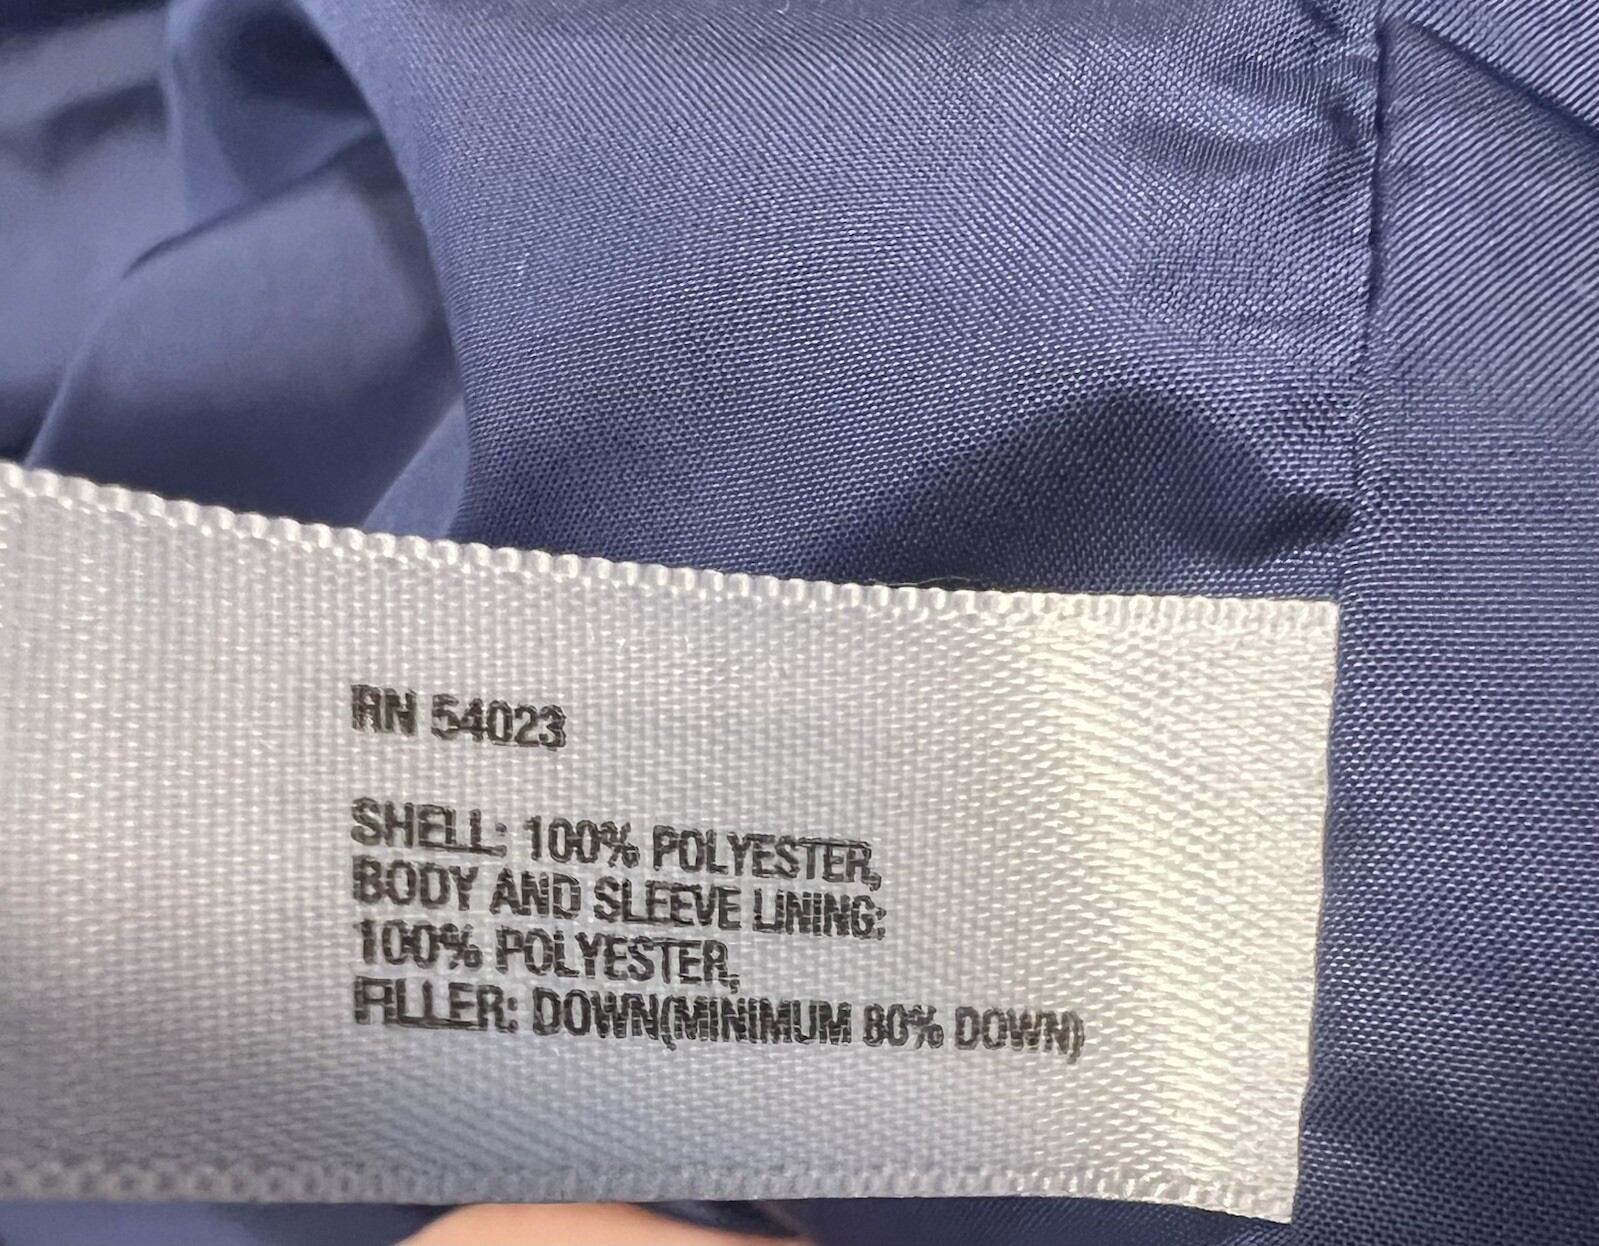 RN 54023
SHELL: 100% POLYESTER,
BODY AND SLEEVE LINING:
100% POLYESTER,
FILLER: DOWN(MINIMUM 80% DOWN)